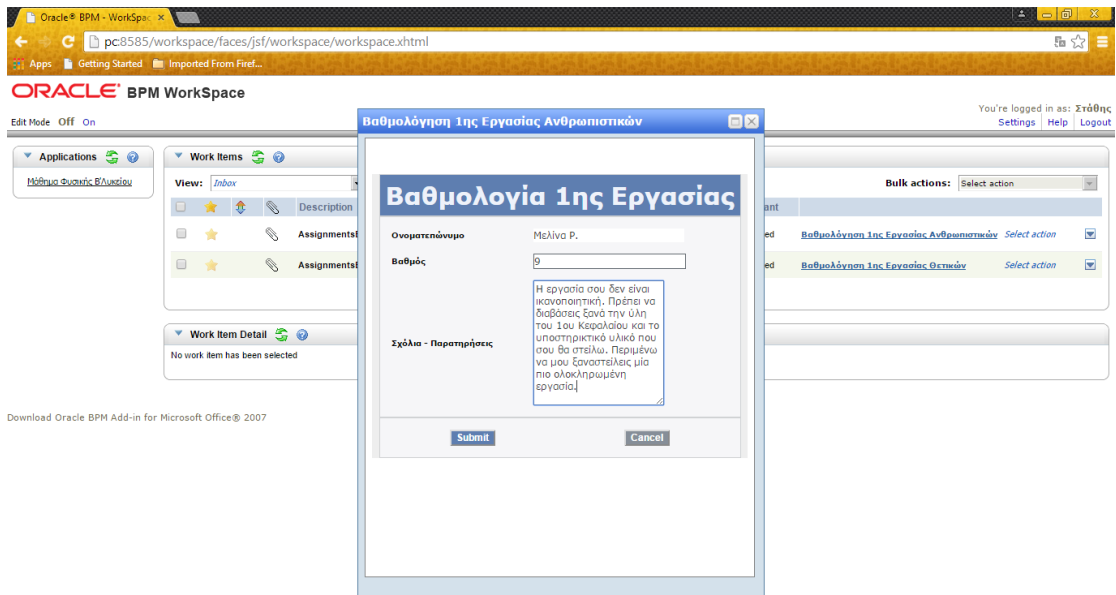 Oracle® BPM - WorkSpac
pc:8585/workspace/faces/jsf/workspace/workspace.xhtml
Apps Getting Started Imported From Firef...
ORACLE® BPM WorkSpace
You're logged in as: Στάθης
Edit Mode Off On
Settings Help Logout
Βαθμολόγηση 1ης Εργασίας Ανθρωπιστικών
Applications
Μάθημα Φυσικής Β'Λυκείου
Work Items
View: Inbox
Bulk actions: Select action
Description
ant
AssignmentsE
ed Βαθμολόγηση 1ης Εργασίας Ανθρωπιστικών Select action
AssignmentsE
ed Βαθμολόγηση 1ης Εργασίας Θετικών Select action
Work Item Detail
No work item has been selected
Βαθμολογία 1ης Εργασίας
Ονοματεπώνυμο Μελίνα Ρ.
Βαθμός 9
Σχόλια - Παρατηρήσεις
Η εργασία σου δεν είναι
ικανοποιητική. Πρέπει να
διαβάσεις ξανά την ύλη
του 1ου Κεφαλαίου και το
υποστηρικτικό υλικό που
σου θα στείλω. Περιμένω
να μου ξαναστείλεις μία
πιο ολοκληρωμένη
εργασία.
Submit Cancel
Download Oracle BPM Add-in for Microsoft Office® 2007